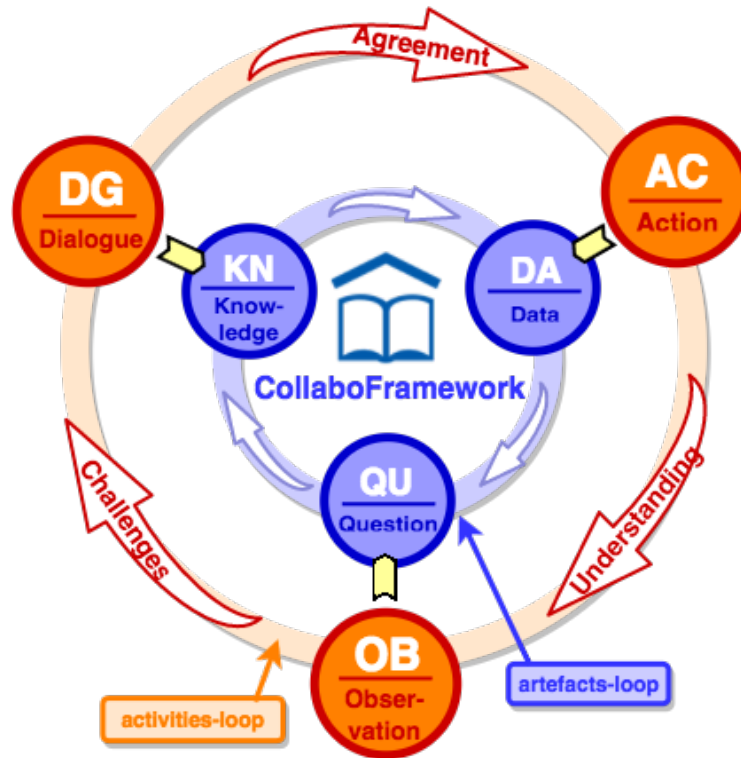 Agreement
DG
Dialogue
AC
Action
KN
Know-
ledge
DA
Data
CollaboFramework
QU
Question
Challenges
Understanding
OB
Obser-
vation
artefacts-loop
activities-loop